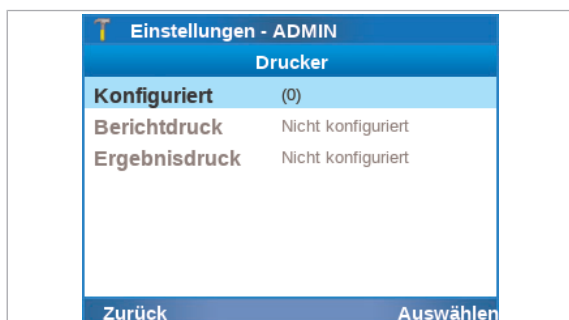 Einstellungen - ADMIN
Drucker
Konfiguriert (0)
Berichtdruck Nicht konfiguriert
Ergebnisdruck Nicht konfiguriert
Zurück Auswählen